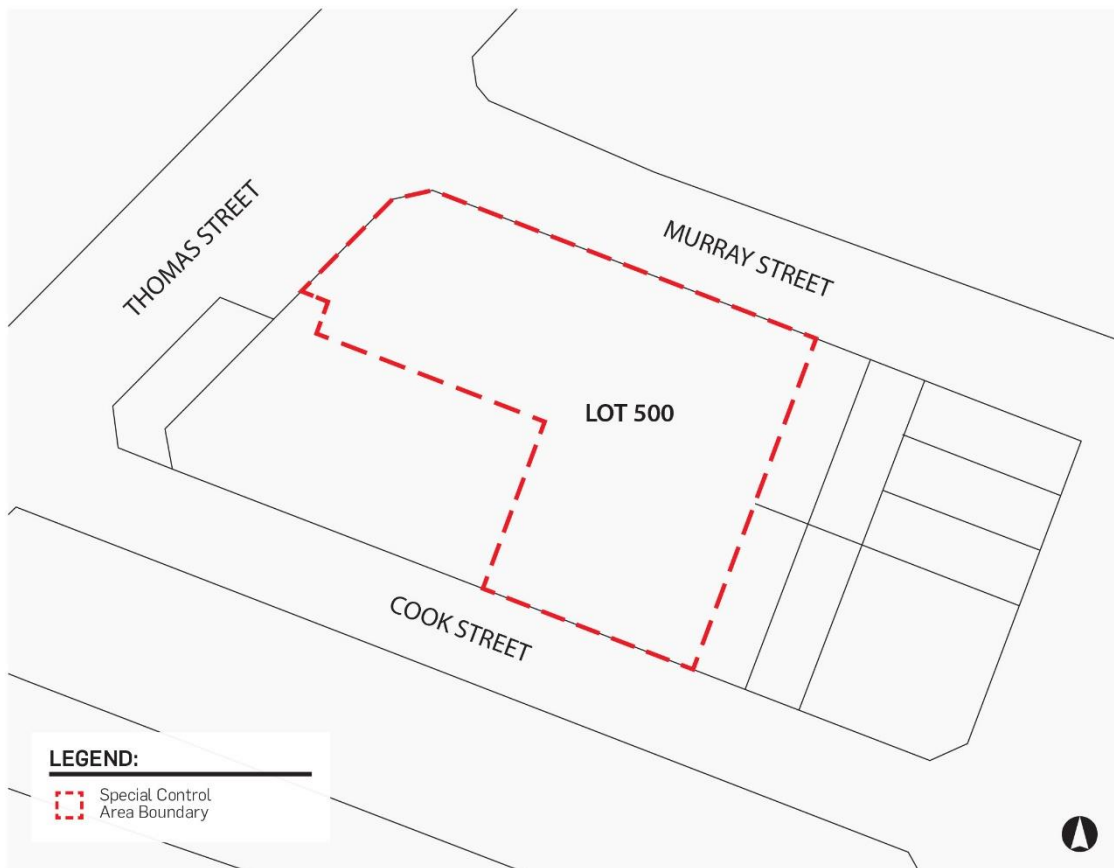 THOMAS STREET
MURRAY STREET
LOT 500
COOK STREET
LEGEND:
Special Control
Area Boundary